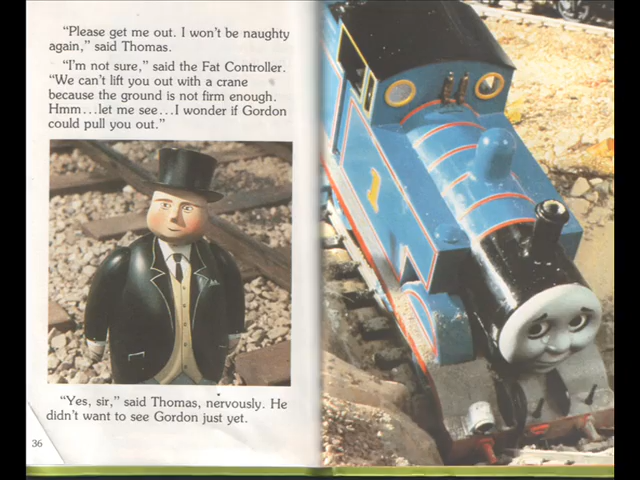 “Please get me out. I won't be naughty
again,” said Thomas.
“I'm not sure,” said the Fat Controller.
“We can't lift you out with a crane
because the ground is not firm enough.
Hmm...let me see...I wonder if Gordon
could pull you out.”
“Yes, sir,” said Thomas, nervously. He
didn't want to see Gordon just yet.
36
1